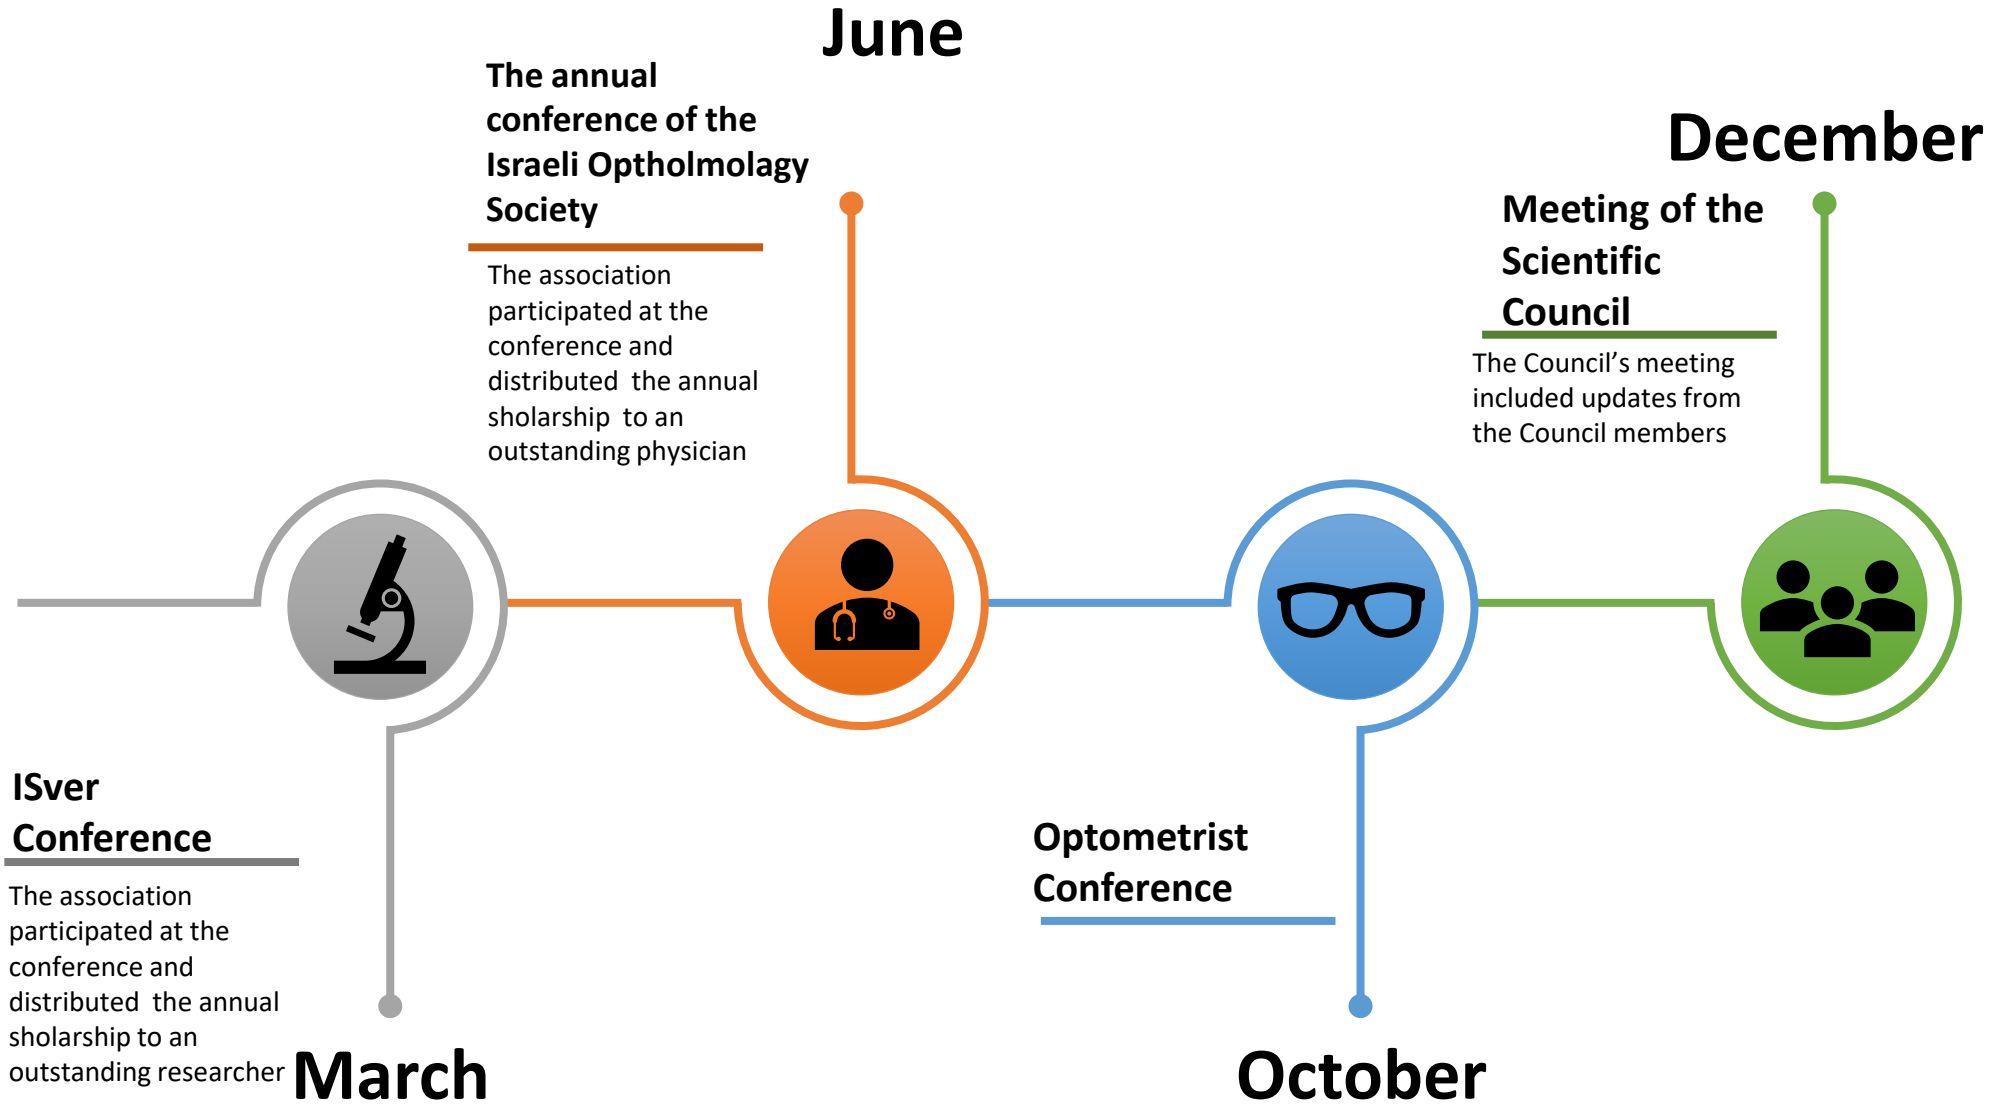 June
The annual
conference of the
Israeli Optholmolagy
Society
The association
participated at the
conference and
distributed  the annual
sholarship  to an
outstanding physician
December
Meeting of the
Scientific
Council
The Council’s meeting
included updates from
the Council members
ISver
Conference
The association
participated at the
conference and
distributed  the annual
sholarship to an
outstanding researcher
March
Optometrist
Conference
October